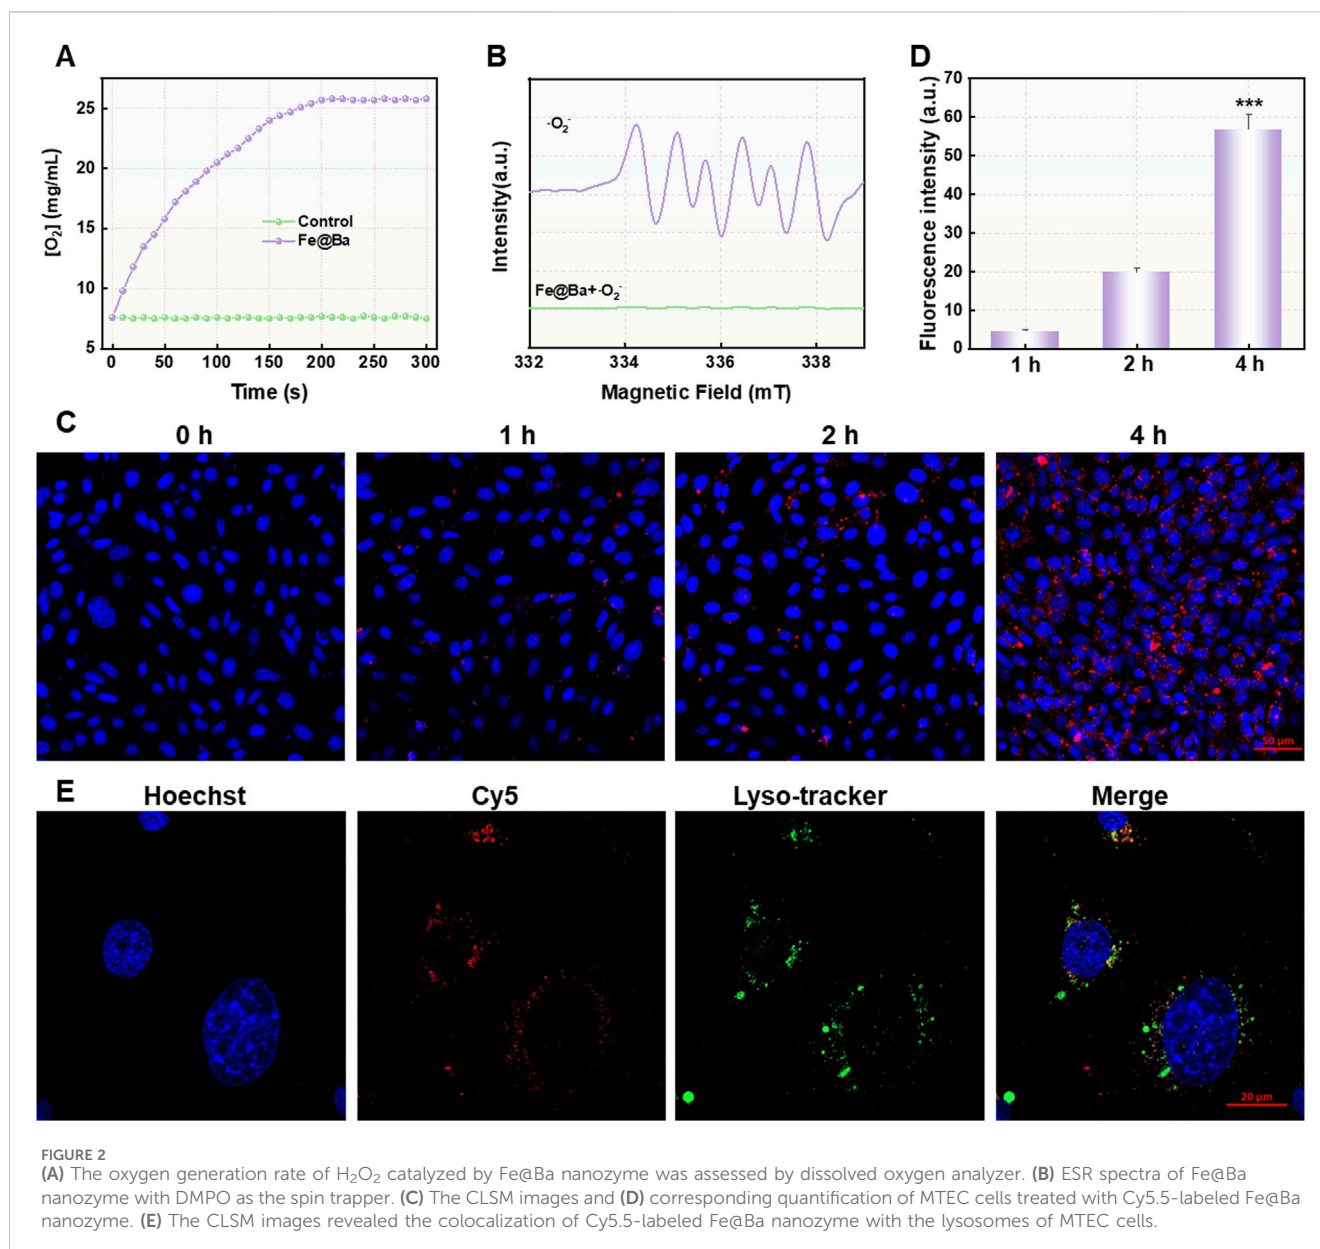 A
[O₂] (mg/mL)
25
20
15
10
5
Control
Fe@Ba
0
50
100
150
200
250
300
Time (s)
B
Intensity(a.u.)
·O₂⁻
Fe@Ba+·O₂⁻
332
334
336
338
Magnetic Field (mT)
D
Fluorescence intensity (a.u.)
70
60
50
40
30
20
10
0
***
1 h
2 h
4 h
C
0 h
1 h
2 h
4 h
50 μm
E
Hoechst
Cy5
Lyso-tracker
Merge
20 μm
FIGURE 2
(A) The oxygen generation rate of H₂O₂ catalyzed by Fe@Ba nanozyme was assessed by dissolved oxygen analyzer. (B) ESR spectra of Fe@Ba
nanozyme with DMPO as the spin trapper. (C) The CLSM images and (D) corresponding quantification of MTEC cells treated with Cy5.5-labeled Fe@Ba
nanozyme. (E) The CLSM images revealed the colocalization of Cy5.5-labeled Fe@Ba nanozyme with the lysosomes of MTEC cells.